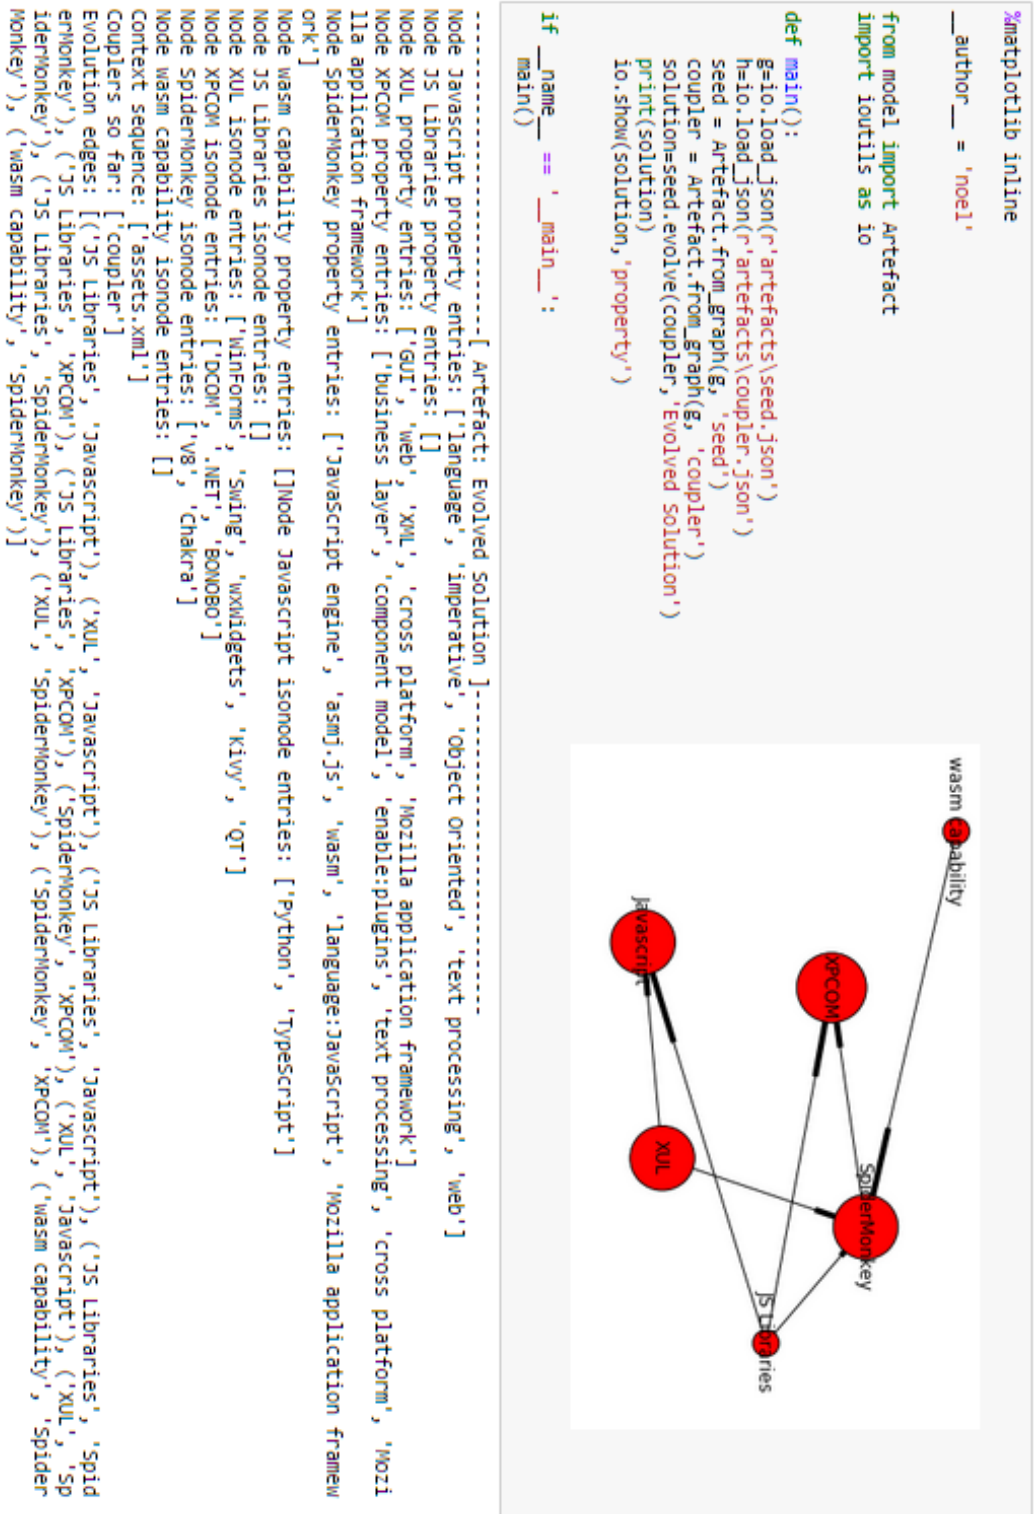 %matplotlib inline
__author__ = 'noel'
from model import Artefact
import ioutils as io
def main():
    g=io.load_json(r'artefacts\seed.json')
    h=io.load_json(r'artefacts\coupler.json')
    seed = Artefact.from_graph(g, 'seed')
    coupler = Artefact.from_graph(g, 'coupler')
    solution=seed.evolve(coupler,'Evolved Solution')
    print(solution)
    io.show(solution,'property')
if __name__ == '__main__':
    main()
wasm capability
SpiderMonkey
XPCOM
JS Libraries
XUL
Javascript
------------------------------[ Artefact: Evolved Solution ]------------------------------
Node Javascript property entries: ['language', 'imperative', 'Object Oriented', 'text processing', 'web']
Node JS Libraries property entries: []
Node XUL property entries: ['GUI', 'web', 'XML', 'cross platform', 'Mozilla application framework']
Node XPCOM property entries: ['business layer', 'component model', 'enable:plugins', 'text processing', 'cross platform', 'Mozi
lla application framework']
Node SpiderMonkey property entries: ['JavaScript engine', 'asmj.js', 'wasm', 'language:JavaScript', 'Mozilla application framew
ork']
Node wasm capability property entries: []Node Javascript isonode entries: ['Python', 'TypeScript']
Node JS Libraries isonode entries: []
Node XUL isonode entries: ['WinForms', 'Swing', 'wxWidgets', 'Kivy', 'QT']
Node XPCOM isonode entries: ['DCOM', '.NET', 'BONOBO']
Node SpiderMonkey isonode entries: ['V8', 'Chakra']
Node wasm capability isonode entries: []
Context sequence: ['assets.xml']
Couplers so far: ['coupler']
Evolution edges: [('JS Libraries', 'Javascript'), ('XUL', 'Javascript'), ('JS Libraries', 'Javascript'), ('JS Libraries', 'Spid
erMonkey'), ('JS Libraries', 'XPCOM'), ('JS Libraries', 'XPCOM'), ('SpiderMonkey', 'XPCOM'), ('XUL', 'Javascript'), ('XUL', 'Sp
iderMonkey'), ('JS Libraries', 'SpiderMonkey'), ('XUL', 'SpiderMonkey'), ('SpiderMonkey', 'XPCOM'), ('wasm capability', 'Spider
Monkey'), ('wasm capability', 'SpiderMonkey')]